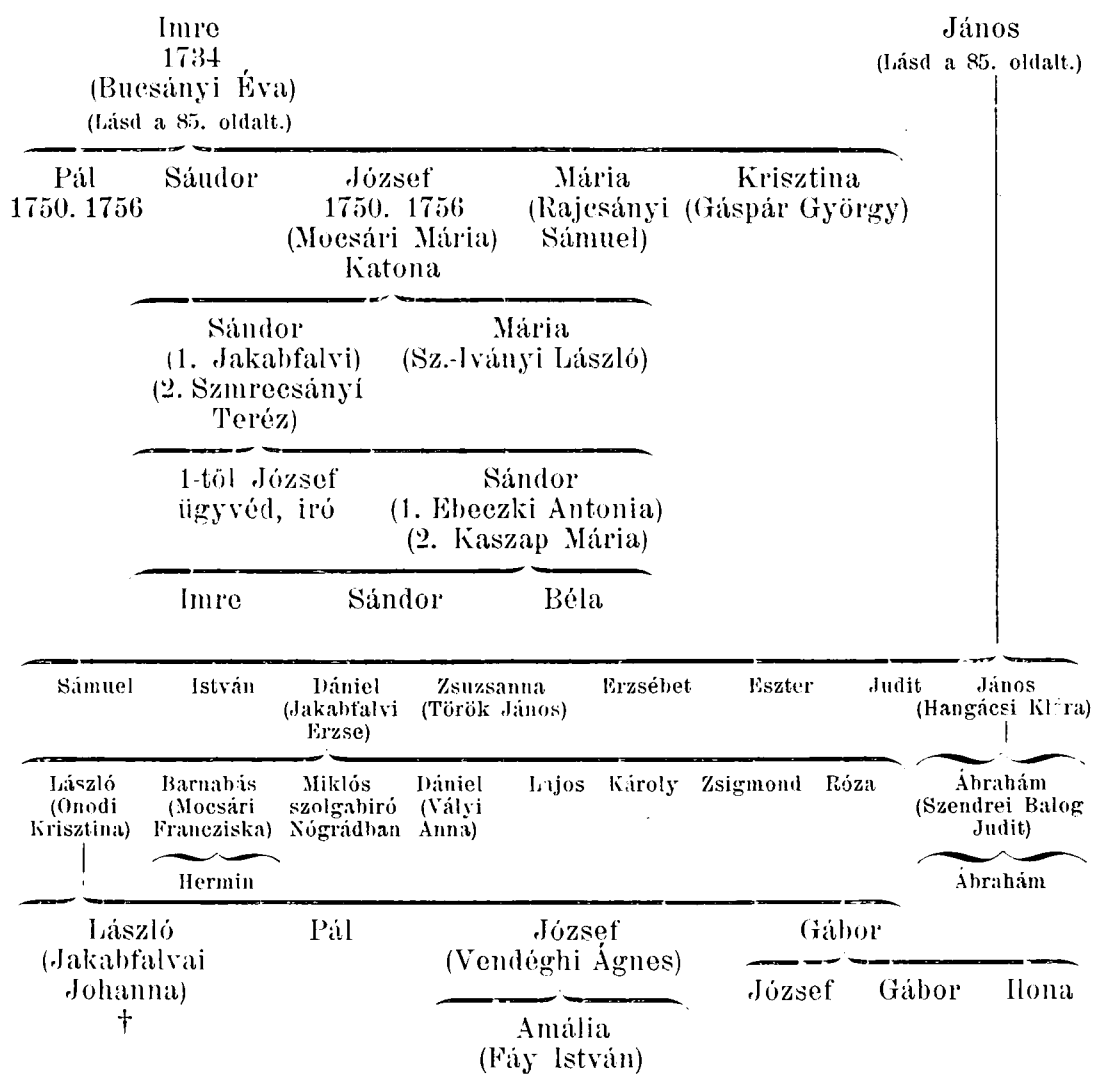 Imre
1734
(Bucsányi Éva)
(Lásd a 85. oldalt.)
János
(Lásd a 85. oldalt.)
Pál
1750. 1756
Sándor
József
1750. 1756
(Mocsári Mária)
Katona
Mária
(Rajcsányi
Sámuel)
Krisztina
(Gáspár György)
Sándor
(1. Jakabfalvi)
(2. Szmrecsányi
Teréz)
Mária
(Sz.-Iványi László)
1-töl József
ügyvéd, iró
Sándor
(1. Ebeczki Antonia)
(2. Kaszap Mária)
Imre
Sándor
Béla
Sámuel
István
Dániel
(Jakabfalvi
Erzse)
Zsuzsanna
(Török János)
Erzsébet
Eszter
Judit
János
(Hangácsi Klára)
László
(Onodi
Krisztina)
Barnabás
(Mocsári
Francziska)
Miklós
szolgabiró
Nógrádban
Dániel
(Vályi
Anna)
Lajos
Károly
Zsigmond
Róza
Ábrahám
(Szendrei Balog
Judit)
Hermin
Ábrahám
László
(Jakabfalvai
Johanna)
†
Pál
József
(Vendéghi Ágnes)
Gábor
József
Gábor
Ilona
Amália
(Fáy István)